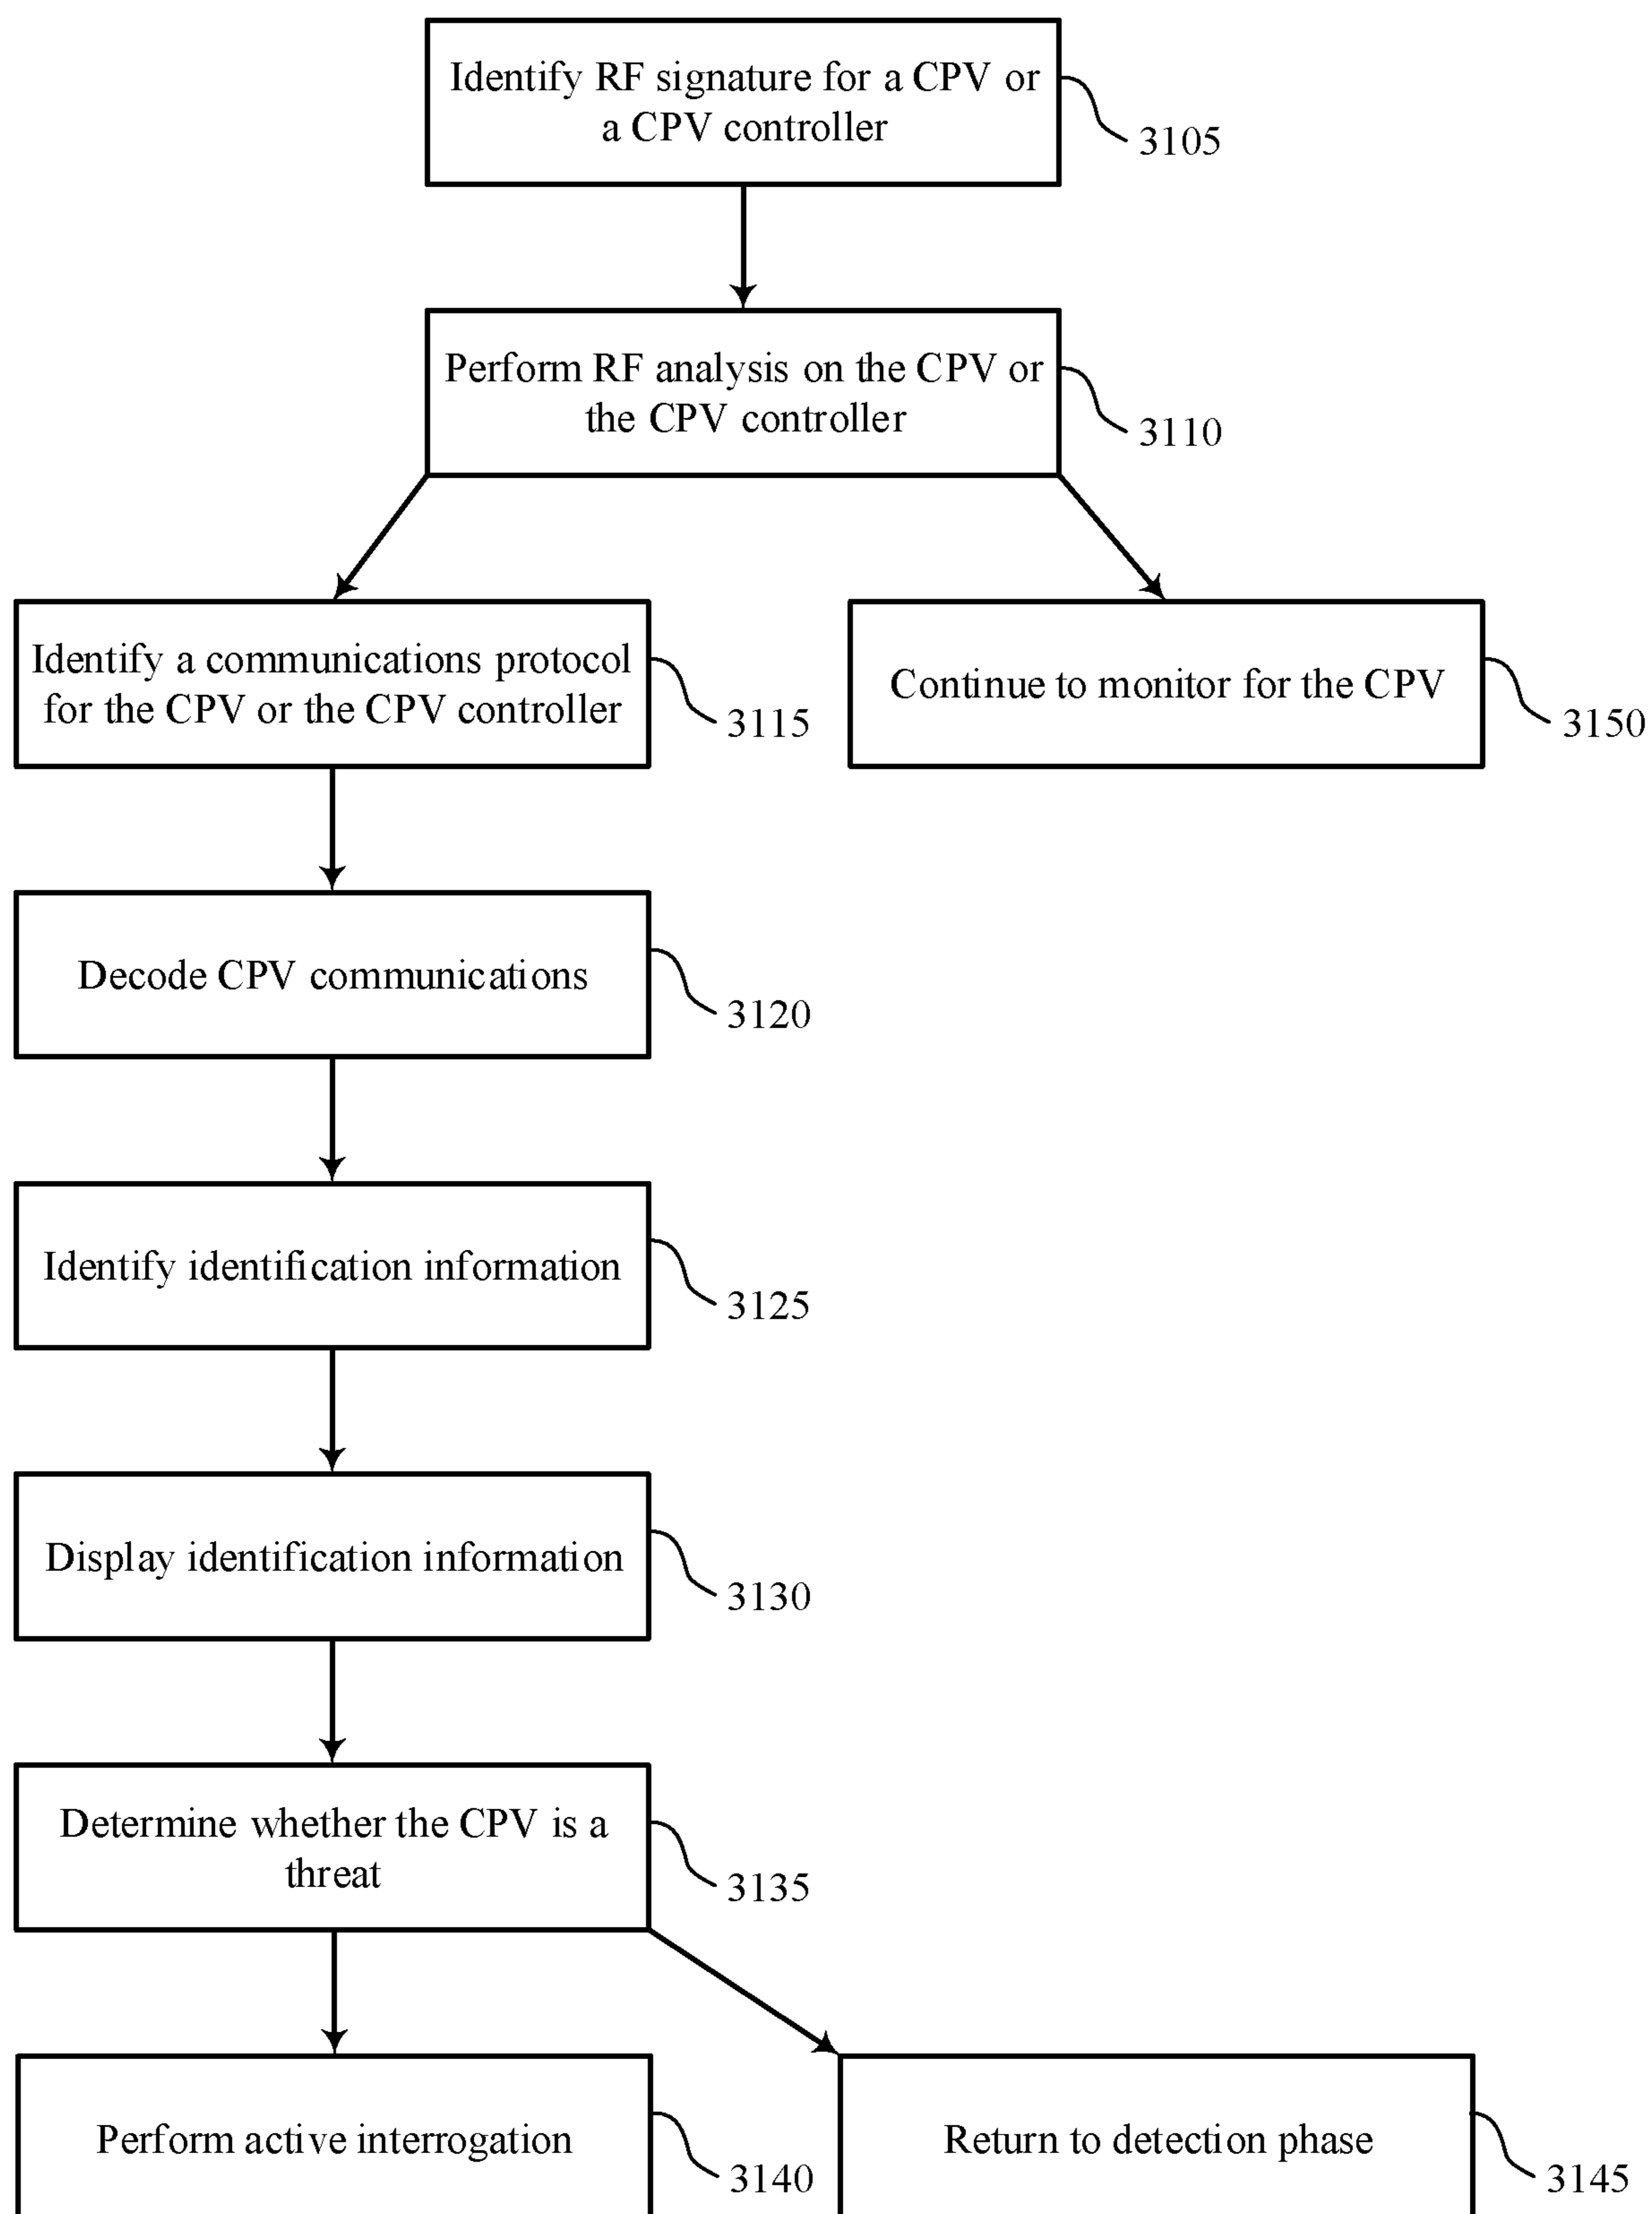 Identify RF signature for a CPV or
a CPV controller
3105
Perform RF analysis on the CPV or
the CPV controller
3110
Identify a communications protocol
for the CPV or the CPV controller
3115
Continue to monitor for the CPV
3150
Decode CPV communications
3120
Identify identification information
3125
Display identification information
3130
Determine whether the CPV is a
threat
3135
Perform active interrogation
3140
Return to detection phase
3145